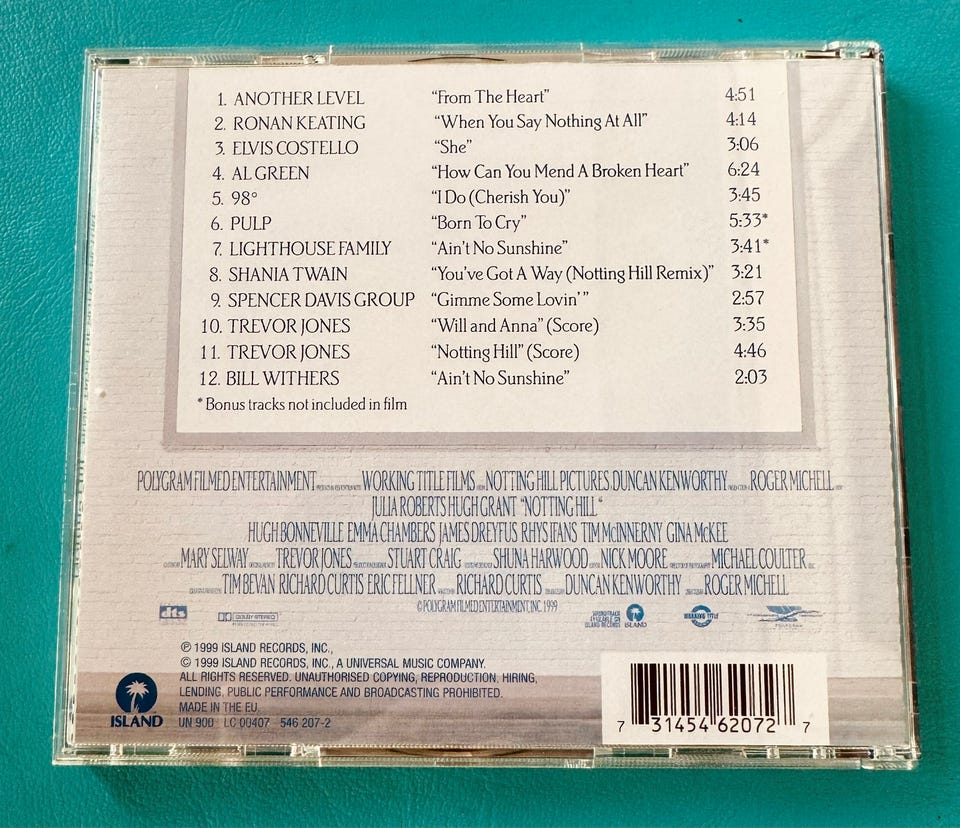 1. ANOTHER LEVEL "From The Heart" 4:51
2. RONAN KEATING "When You Say Nothing At All" 4:14
3. ELVIS COSTELLO "She" 3:06
4. AL GREEN "How Can You Mend A Broken Heart" 6:24
5. 98° "I Do (Cherish You)" 3:45
6. PULP "Born To Cry" 5:33*
7. LIGHTHOUSE FAMILY "Ain't No Sunshine" 3:41*
8. SHANIA TWAIN "You've Got A Way (Notting Hill Remix)" 3:21
9. SPENCER DAVIS GROUP "Gimme Some Lovin'" 2:57
10. TREVOR JONES "Will and Anna" (Score) 3:35
11. TREVOR JONES "Notting Hill" (Score) 4:46
12. BILL WITHERS "Ain't No Sunshine" 2:03
* Bonus tracks not included in film
POLYGRAM FILMED ENTERTAINMENT WORKING TITLE FILMS NOTTING HILL PICTURES DUNCAN KENWORTHY ROGER MICHELL
JULIA ROBERTS HUGH GRANT "NOTTING HILL"
HUGH BONNEVILLE EMMA CHAMBERS JAMES DREYFUS RHYS IFANS TIM McINNERNY GINA McKEE
MARY SELWAY TREVOR JONES STUART CRAIG SHUNA HARWOOD NICK MOORE MICHAEL COULTER
TIM BEVAN RICHARD CURTIS ERIC FELLNER RICHARD CURTIS DUNCAN KENWORTHY ROGER MICHELL
© POLYGRAM FILMED ENTERTAINMENT, INC. 1999
dts DOLBY STEREO SOUNDTRACK AVAILABLE ON ISLAND RECORDS ISLAND WORKING TITLE
℗ 1999 ISLAND RECORDS, INC.,
© 1999 ISLAND RECORDS, INC., A UNIVERSAL MUSIC COMPANY.
ALL RIGHTS RESERVED. UNAUTHORISED COPYING, REPRODUCTION, HIRING,
LENDING, PUBLIC PERFORMANCE AND BROADCASTING PROHIBITED.
MADE IN THE EU.
UN 900 LC 00407 546 207-2
ISLAND
7 31454 62072 7